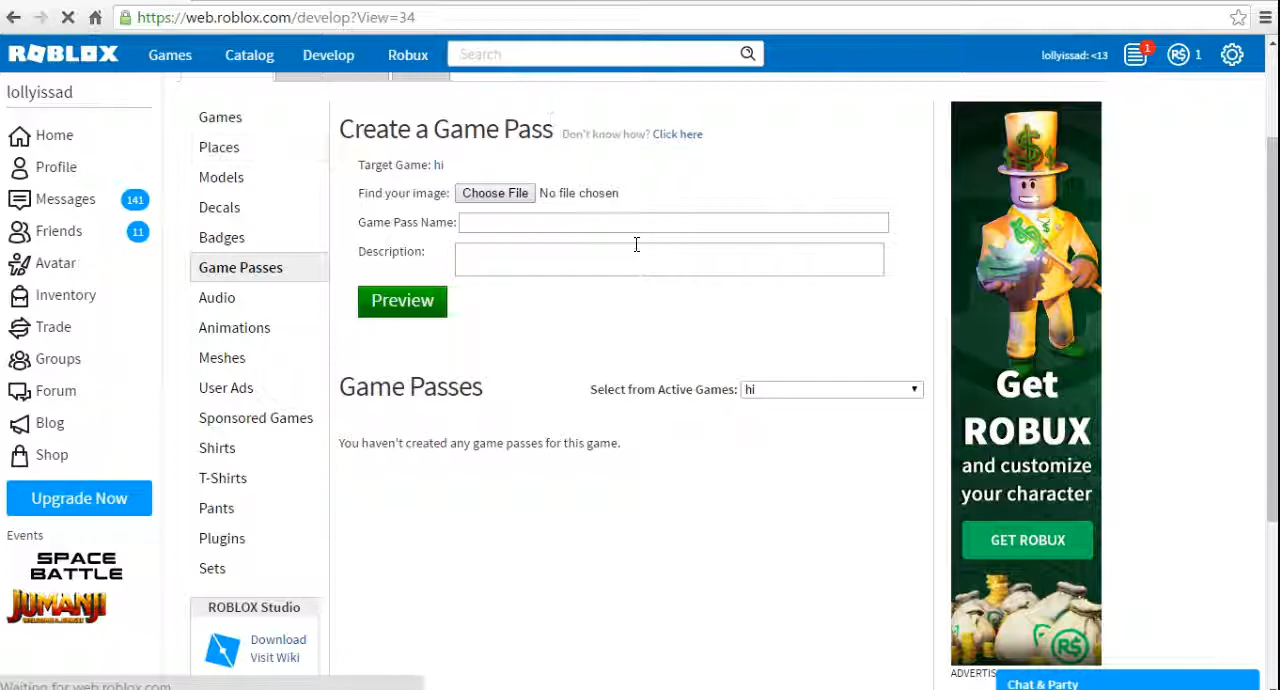 https://web.roblox.com/develop?View=34
ROBLOX Games Catalog Develop Robux Search lollyissad: <13 1 R$ 1
lollyissad
Home
Profile
Messages 141
Friends 11
Avatar
Inventory
Trade
Groups
Forum
Blog
Shop
Upgrade Now
Events
SPACE
BATTLE
JUMANJI
Games
Places
Models
Decals
Badges
Game Passes
Audio
Animations
Meshes
User Ads
Sponsored Games
Shirts
T-Shirts
Pants
Plugins
Sets
ROBLOX Studio
Download
Visit Wiki
Create a Game Pass Don't know how? Click here
Target Game: hi
Find your image: Choose File No file chosen
Game Pass Name:
Description:
Preview
Game Passes Select from Active Games: hi
You haven't created any game passes for this game.
Get
ROBUX
and customize
your character
GET ROBUX
R$
ADVERTIS
Chat & Party
Waiting for web.roblox.com